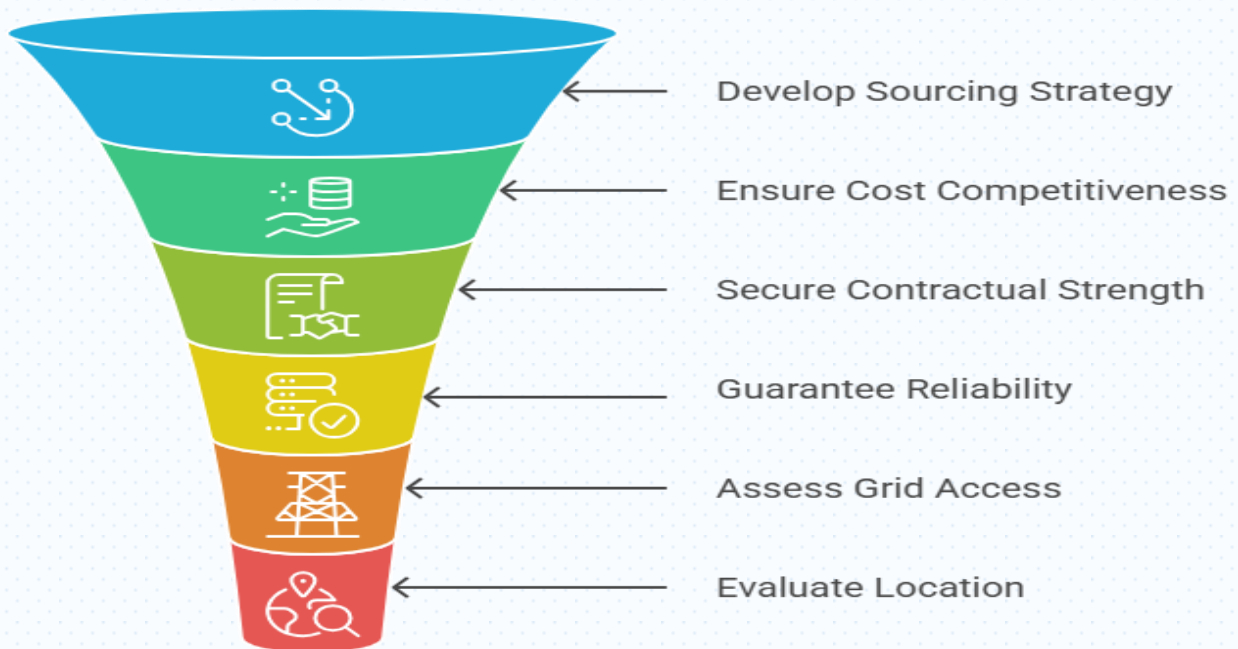 Develop Sourcing Strategy
Ensure Cost Competitiveness
Secure Contractual Strength
Guarantee Reliability
Assess Grid Access
Evaluate Location